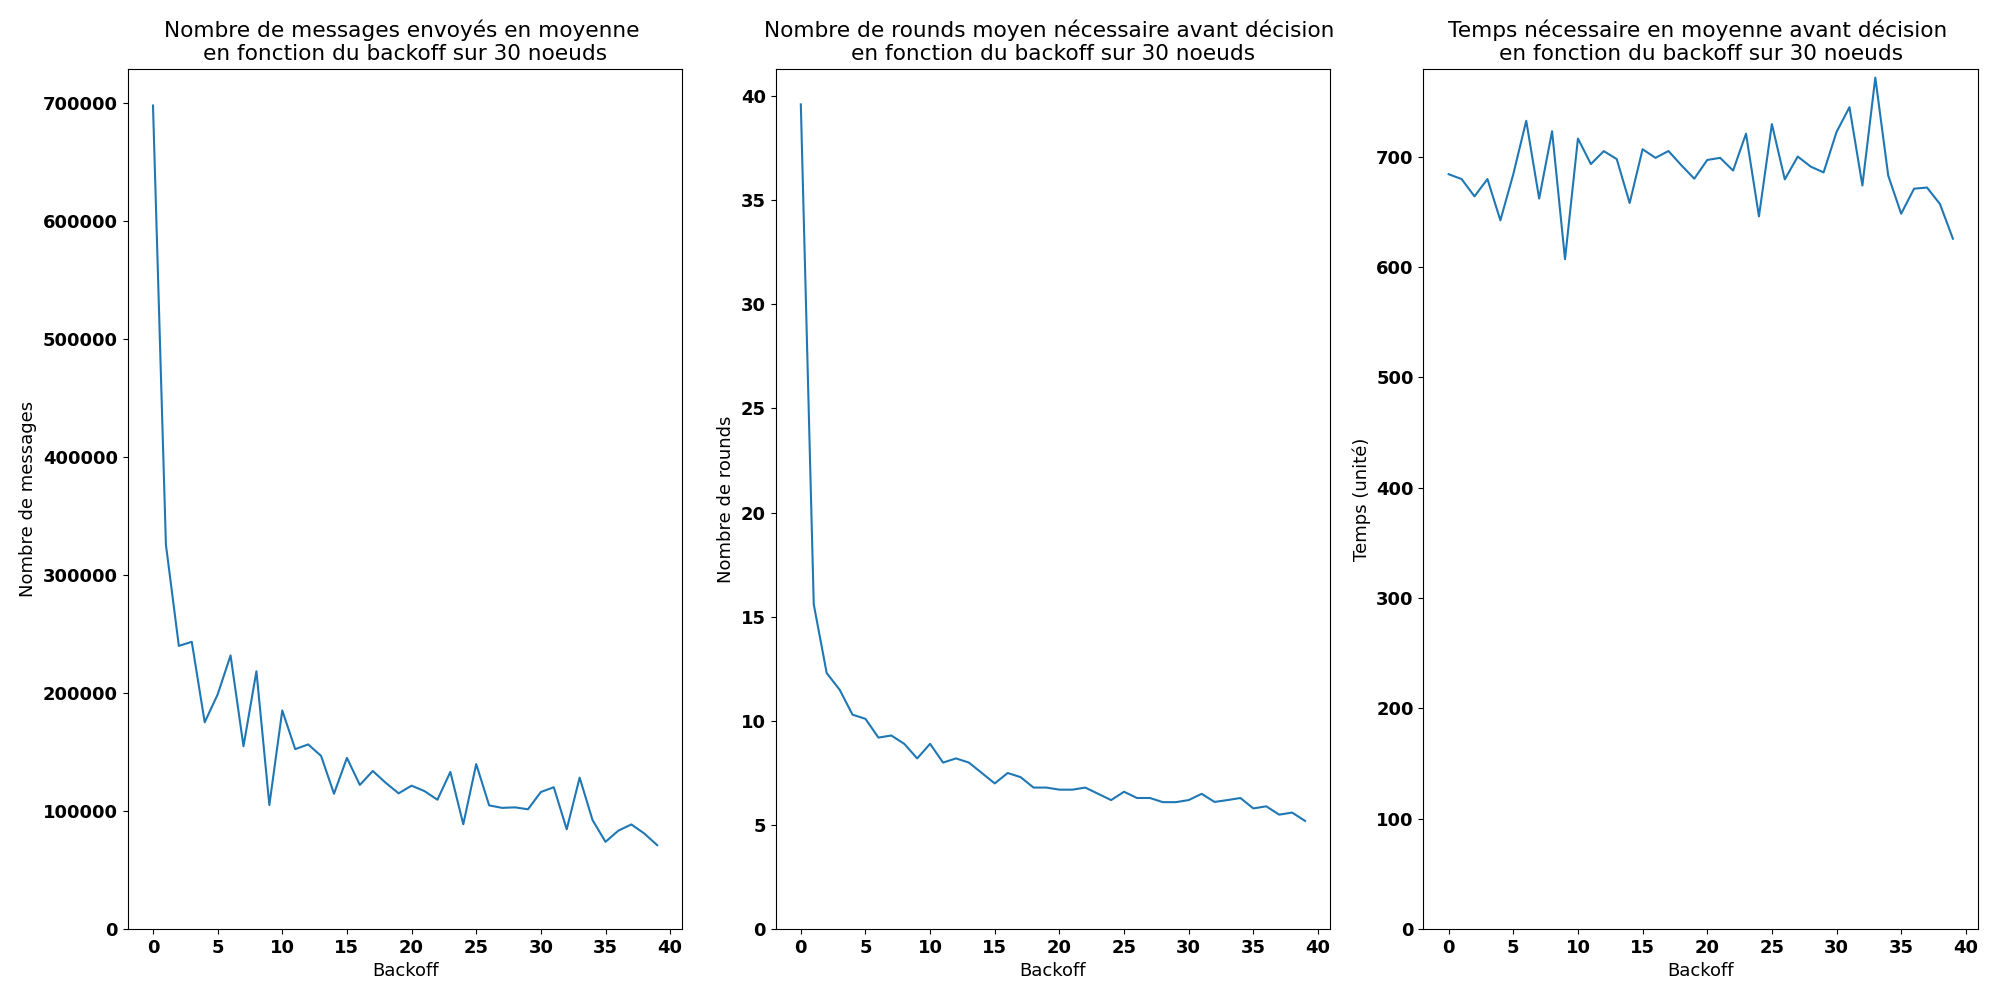 Nombre de messages envoyés en moyenne
en fonction du backoff sur 30 noeuds
700000
600000
500000
400000
300000
200000
100000
0
Nombre de messages
0 5 10 15 20 25 30 35 40
Backoff
Nombre de rounds moyen nécessaire avant décision
en fonction du backoff sur 30 noeuds
40
35
30
25
20
15
10
5
0
Nombre de rounds
0 5 10 15 20 25 30 35 40
Backoff
Temps nécessaire en moyenne avant décision
en fonction du backoff sur 30 noeuds
700
600
500
400
300
200
100
0
Temps (unité)
0 5 10 15 20 25 30 35 40
Backoff